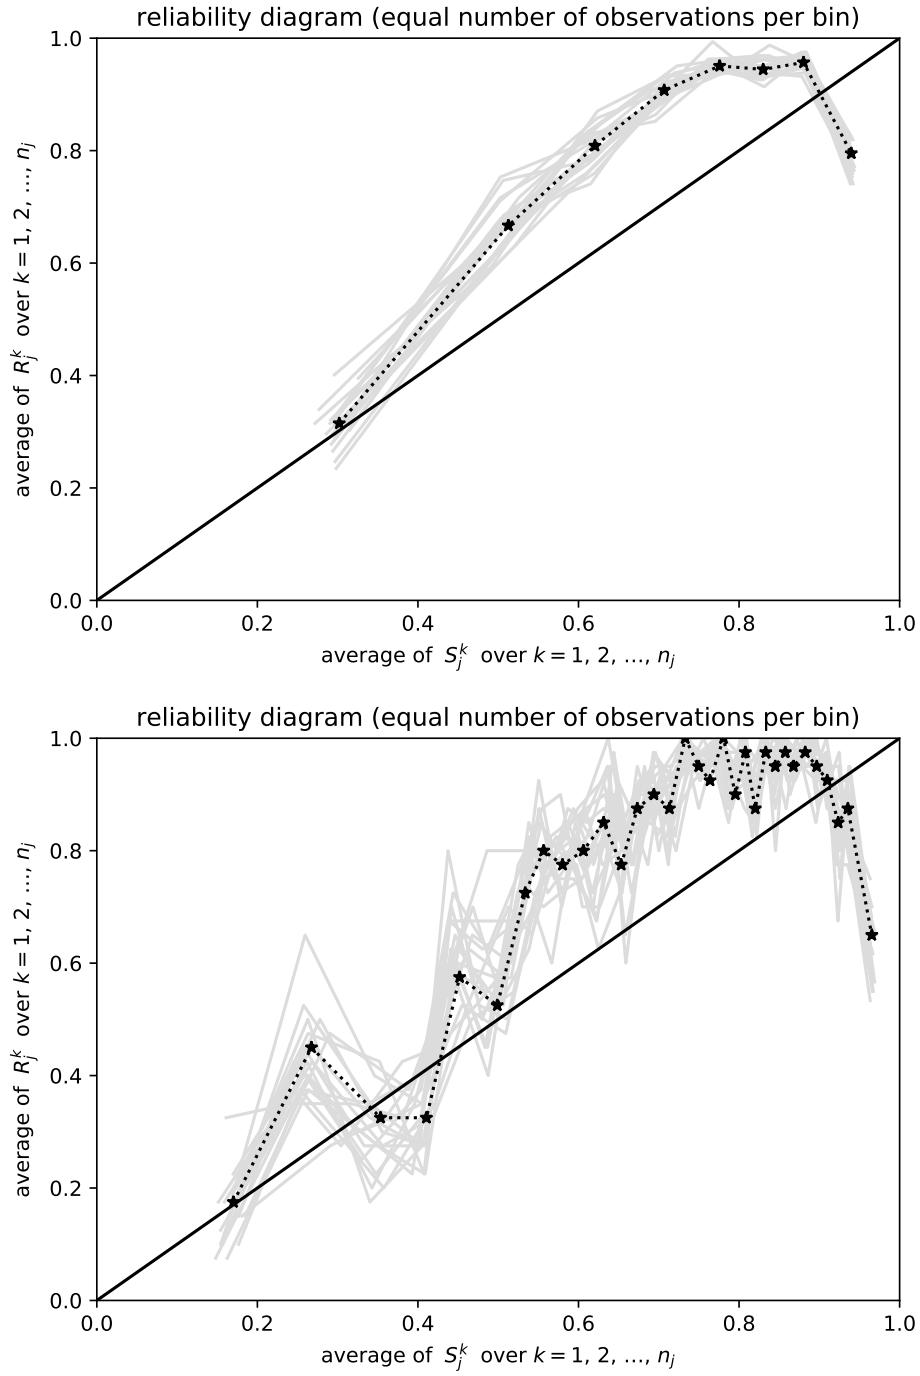 reliability diagram (equal number of observations per bin)
1.0
0.8
0.6
0.4
0.2
0.0
average of R_j^k over k = 1, 2, ..., n_j
0.0 0.2 0.4 0.6 0.8 1.0
average of S_j^k over k = 1, 2, ..., n_j
reliability diagram (equal number of observations per bin)
1.0
0.8
0.6
0.4
0.2
0.0
average of R_j^k over k = 1, 2, ..., n_j
0.0 0.2 0.4 0.6 0.8 1.0
average of S_j^k over k = 1, 2, ..., n_j